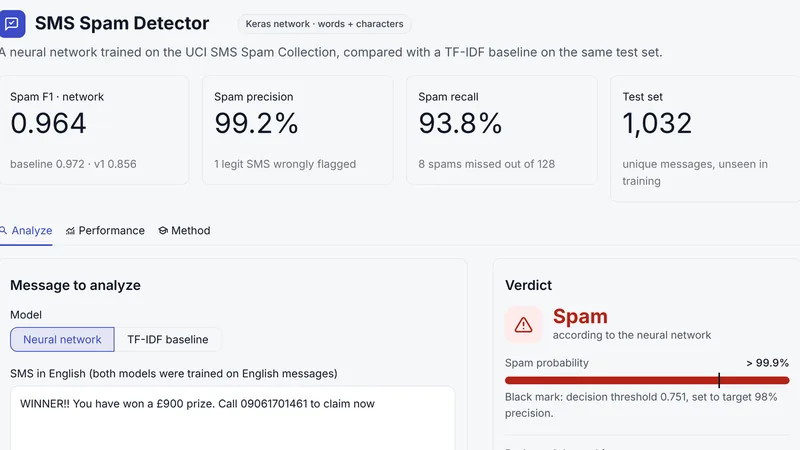 SMS Spam Detector
Keras network · words + characters
A neural network trained on the UCI SMS Spam Collection, compared with a TF-IDF baseline on the same test set.
Spam F1 · network
0.964
baseline 0.972 · v1 0.856
Spam precision
99.2%
1 legit SMS wrongly flagged
Spam recall
93.8%
8 spams missed out of 128
Test set
1,032
unique messages, unseen in
training
Analyze
Performance
Method
Message to analyze
Model
Neural network
TF-IDF baseline
SMS in English (both models were trained on English messages)
WINNER!! You have won a £900 prize. Call 09061701461 to claim now
Verdict
Spam
according to the neural network
Spam probability
> 99.9%
Black mark: decision threshold 0.751, set to target 98%
precision.